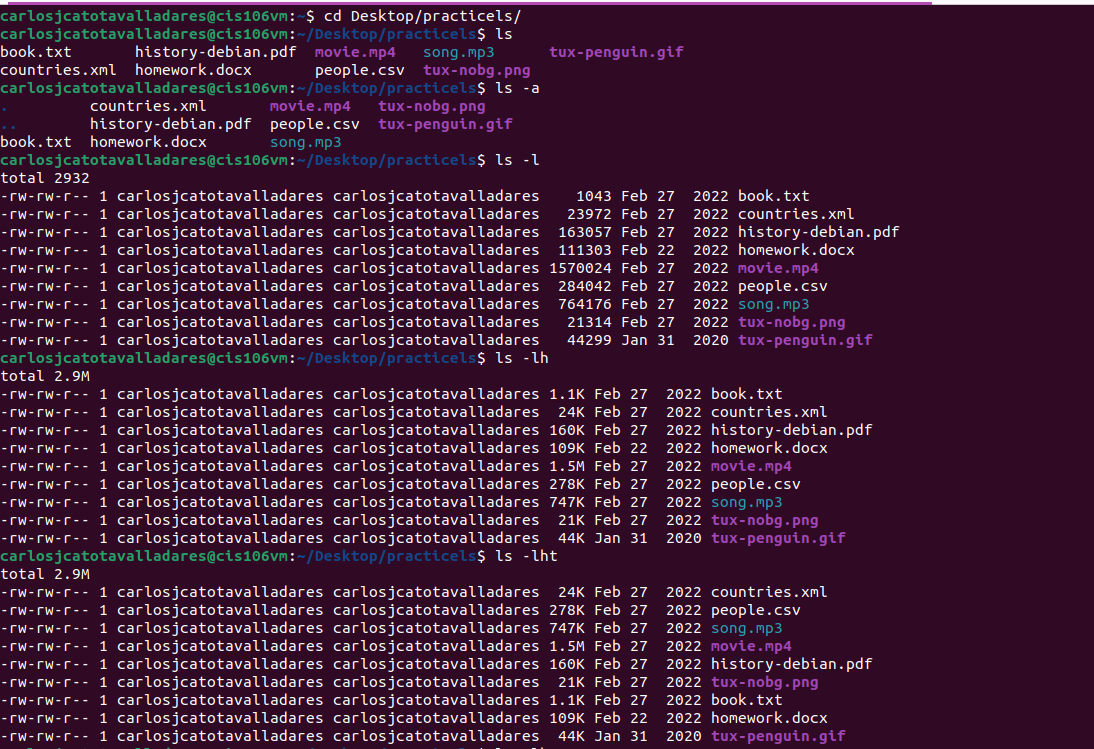 carlosjcatotavalladares@cis106vm:~$ cd Desktop/practicels/
carlosjcatotavalladares@cis106vm:~/Desktop/practicels$ ls
book.txt       history-debian.pdf  movie.mp4   song.mp3      tux-penguin.gif
countries.xml  homework.docx       people.csv  tux-nobg.png
carlosjcatotavalladares@cis106vm:~/Desktop/practicels$ ls -a
.         countries.xml       movie.mp4   tux-nobg.png
..        history-debian.pdf  people.csv  tux-penguin.gif
book.txt  homework.docx       song.mp3
carlosjcatotavalladares@cis106vm:~/Desktop/practicels$ ls -l
total 2932
-rw-rw-r-- 1 carlosjcatotavalladares carlosjcatotavalladares    1043 Feb 27  2022 book.txt
-rw-rw-r-- 1 carlosjcatotavalladares carlosjcatotavalladares   23972 Feb 27  2022 countries.xml
-rw-rw-r-- 1 carlosjcatotavalladares carlosjcatotavalladares  163057 Feb 27  2022 history-debian.pdf
-rw-rw-r-- 1 carlosjcatotavalladares carlosjcatotavalladares  111303 Feb 22  2022 homework.docx
-rw-rw-r-- 1 carlosjcatotavalladares carlosjcatotavalladares 1570024 Feb 27  2022 movie.mp4
-rw-rw-r-- 1 carlosjcatotavalladares carlosjcatotavalladares  284042 Feb 27  2022 people.csv
-rw-rw-r-- 1 carlosjcatotavalladares carlosjcatotavalladares  764176 Feb 27  2022 song.mp3
-rw-rw-r-- 1 carlosjcatotavalladares carlosjcatotavalladares   21314 Feb 27  2022 tux-nobg.png
-rw-rw-r-- 1 carlosjcatotavalladares carlosjcatotavalladares   44299 Jan 31  2020 tux-penguin.gif
carlosjcatotavalladares@cis106vm:~/Desktop/practicels$ ls -lh
total 2.9M
-rw-rw-r-- 1 carlosjcatotavalladares carlosjcatotavalladares 1.1K Feb 27  2022 book.txt
-rw-rw-r-- 1 carlosjcatotavalladares carlosjcatotavalladares  24K Feb 27  2022 countries.xml
-rw-rw-r-- 1 carlosjcatotavalladares carlosjcatotavalladares 160K Feb 27  2022 history-debian.pdf
-rw-rw-r-- 1 carlosjcatotavalladares carlosjcatotavalladares 109K Feb 22  2022 homework.docx
-rw-rw-r-- 1 carlosjcatotavalladares carlosjcatotavalladares 1.5M Feb 27  2022 movie.mp4
-rw-rw-r-- 1 carlosjcatotavalladares carlosjcatotavalladares 278K Feb 27  2022 people.csv
-rw-rw-r-- 1 carlosjcatotavalladares carlosjcatotavalladares 747K Feb 27  2022 song.mp3
-rw-rw-r-- 1 carlosjcatotavalladares carlosjcatotavalladares  21K Feb 27  2022 tux-nobg.png
-rw-rw-r-- 1 carlosjcatotavalladares carlosjcatotavalladares  44K Jan 31  2020 tux-penguin.gif
carlosjcatotavalladares@cis106vm:~/Desktop/practicels$ ls -lht
total 2.9M
-rw-rw-r-- 1 carlosjcatotavalladares carlosjcatotavalladares  24K Feb 27  2022 countries.xml
-rw-rw-r-- 1 carlosjcatotavalladares carlosjcatotavalladares 278K Feb 27  2022 people.csv
-rw-rw-r-- 1 carlosjcatotavalladares carlosjcatotavalladares 747K Feb 27  2022 song.mp3
-rw-rw-r-- 1 carlosjcatotavalladares carlosjcatotavalladares 1.5M Feb 27  2022 movie.mp4
-rw-rw-r-- 1 carlosjcatotavalladares carlosjcatotavalladares 160K Feb 27  2022 history-debian.pdf
-rw-rw-r-- 1 carlosjcatotavalladares carlosjcatotavalladares  21K Feb 27  2022 tux-nobg.png
-rw-rw-r-- 1 carlosjcatotavalladares carlosjcatotavalladares 1.1K Feb 27  2022 book.txt
-rw-rw-r-- 1 carlosjcatotavalladares carlosjcatotavalladares 109K Feb 22  2022 homework.docx
-rw-rw-r-- 1 carlosjcatotavalladares carlosjcatotavalladares  44K Jan 31  2020 tux-penguin.gif